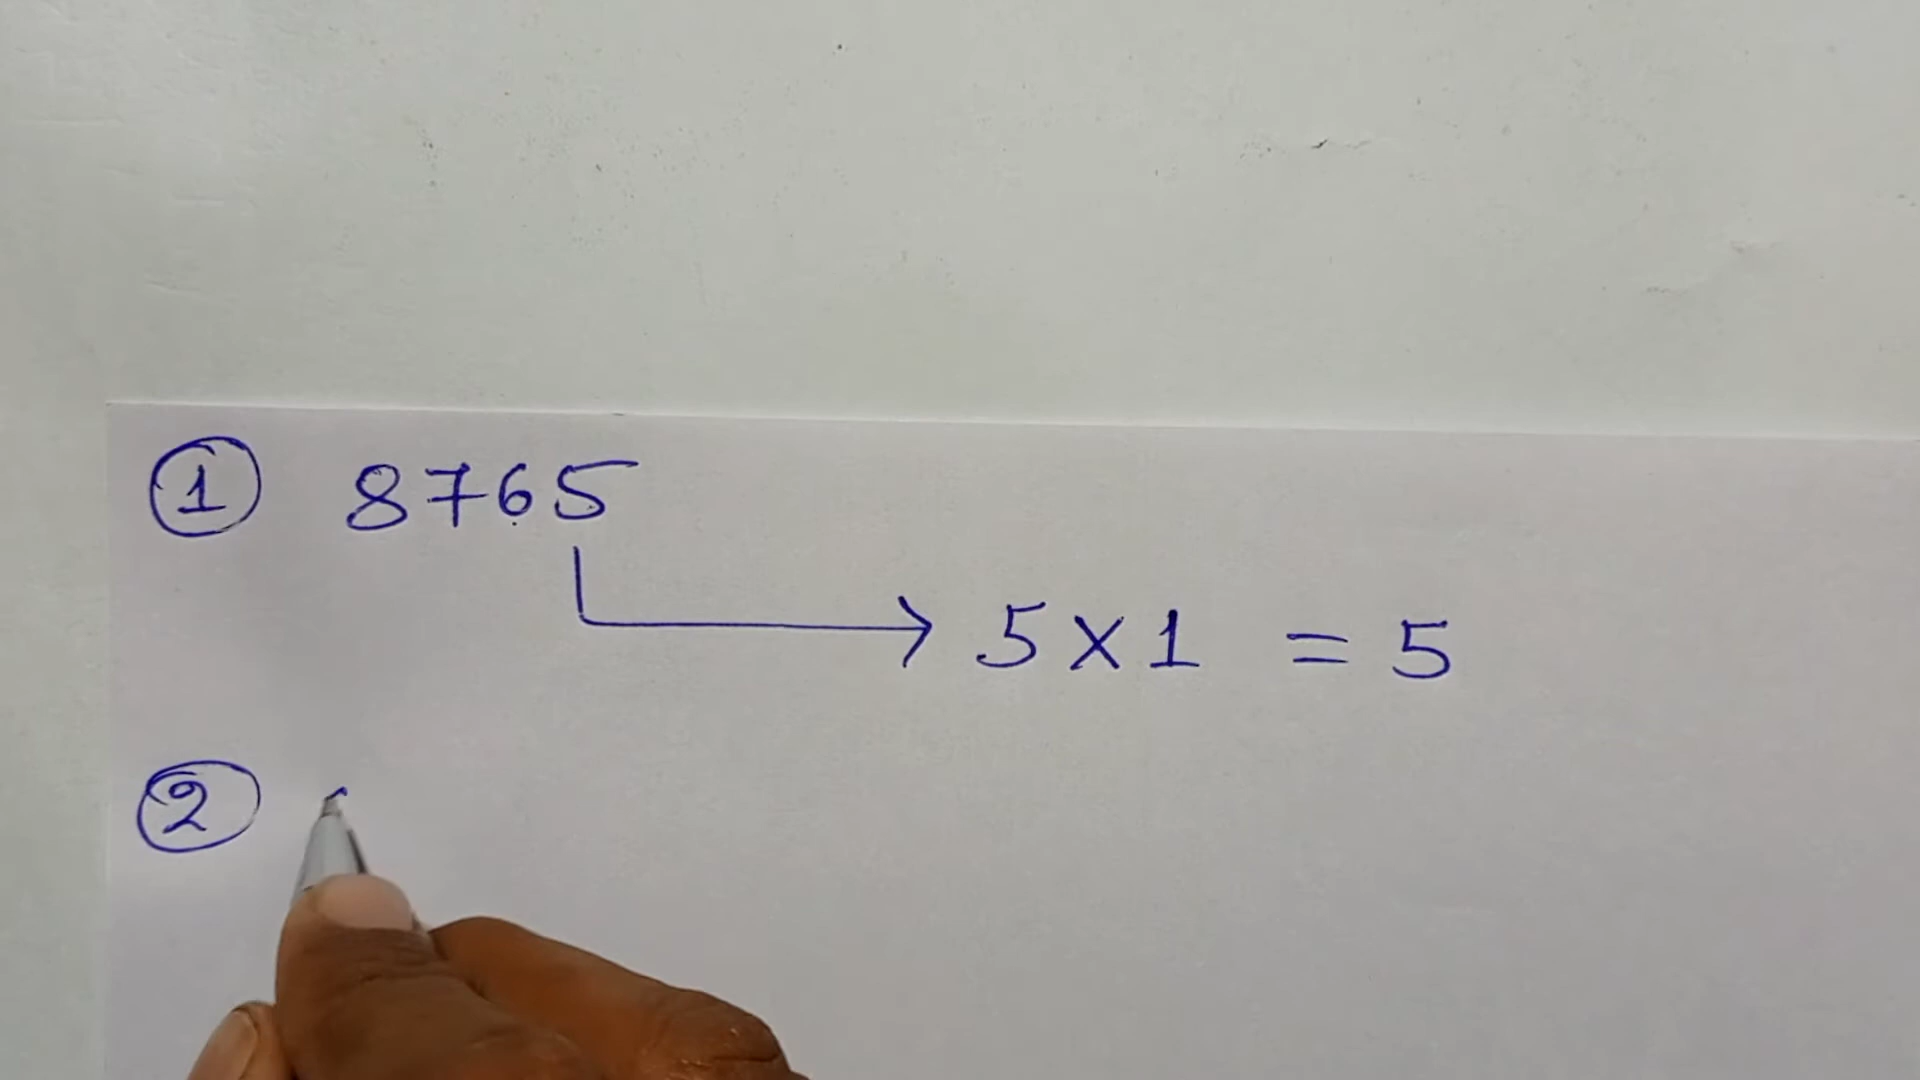 ① 8765
5 × 1 = 5
②